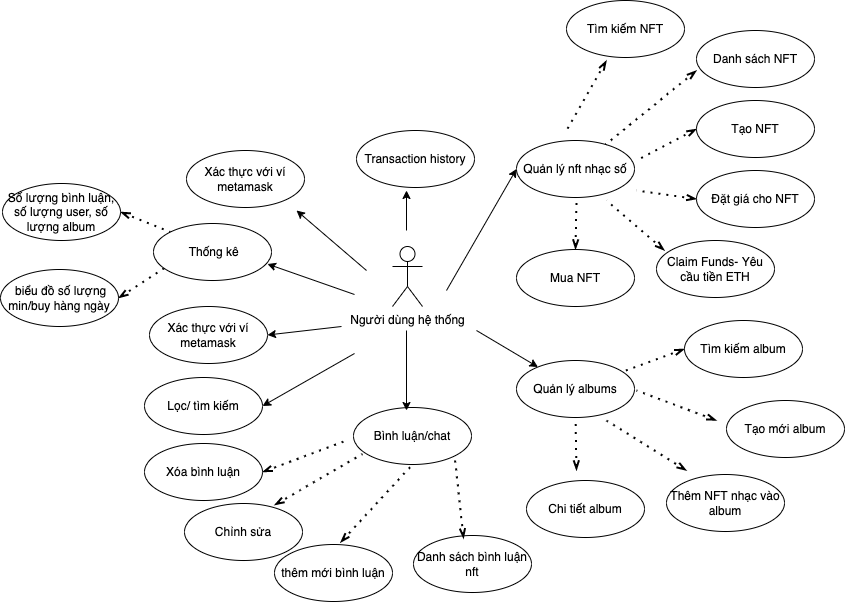 Tìm kiếm NFT
Danh sách NFT
Tạo NFT
Transaction history
Quản lý nft nhạc số
Xác thực với ví
metamask
Số lượng bình luận,
số lượng user, số
lượng album
Đặt giá cho NFT
Thống kê
Mua NFT
Claim Funds- Yêu
cầu tiền ETH
biểu đồ số lượng
min/buy hàng ngày
Người dùng hệ thống
Xác thực với ví
metamask
Tìm kiếm album
Quản lý albums
Lọc/ tìm kiếm
Bình luận/chat
Tạo mới album
Xóa bình luận
Thêm NFT nhạc vào
album
Chi tiết album
Chỉnh sửa
Danh sách bình luận
nft
thêm mới bình luận